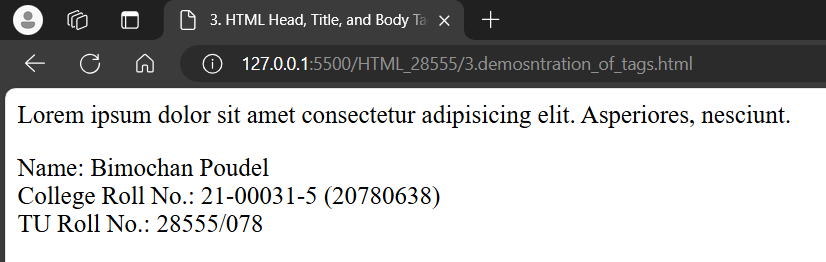 3. HTML Head, Title, and Body Ta
127.0.0.1:5500/HTML_28555/3.demosntration_of_tags.html
Lorem ipsum dolor sit amet consectetur adipisicing elit. Asperiores, nesciunt.
Name: Bimochan Poudel
College Roll No.: 21-00031-5 (20780638)
TU Roll No.: 28555/078